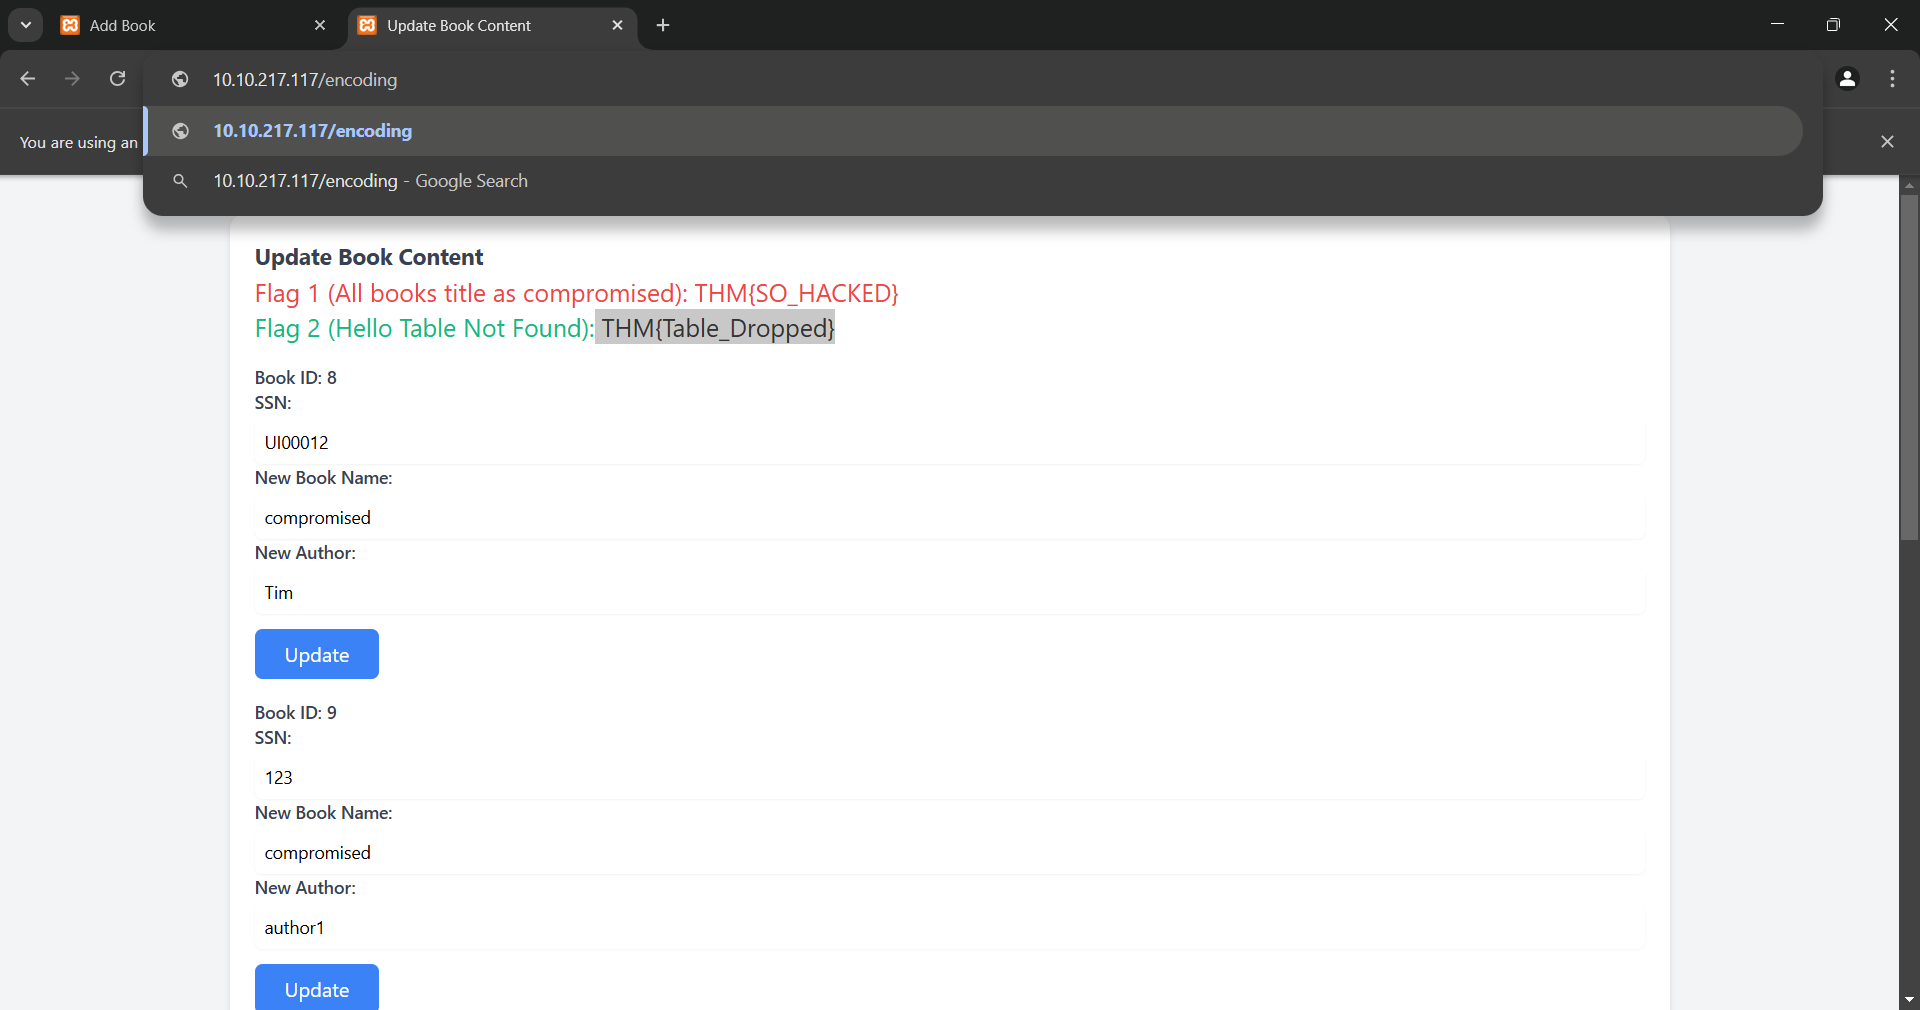 Add Book
Update Book Content
10.10.217.117/encoding
10.10.217.117/encoding
You are using an
10.10.217.117/encoding - Google Search
Update Book Content
Flag 1 (All books title as compromised): THM{SO_HACKED}
Flag 2 (Hello Table Not Found): THM{Table_Dropped}
Book ID: 8
SSN:
UI00012
New Book Name:
compromised
New Author:
Tim
Update
Book ID: 9
SSN:
123
New Book Name:
compromised
New Author:
author1
Update